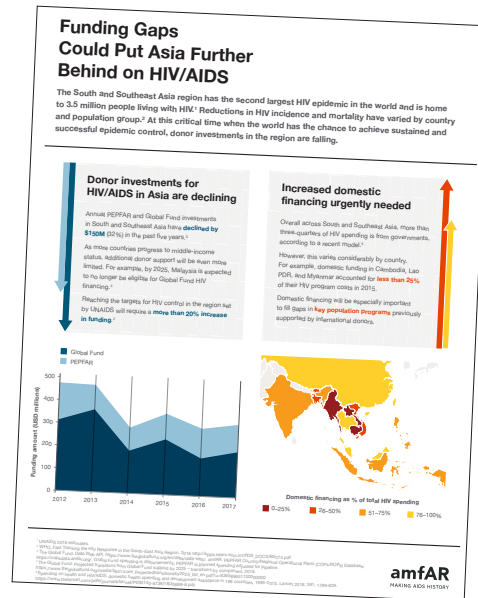 Funding Gaps
Could Put Asia Further
Behind on HIV/AIDS
The South and Southeast Asia region has the second largest HIV epidemic in the world and is home
to 3.5 million people living with HIV.¹ Reductions in HIV incidence and mortality have varied by country
and population group.² At this critical time when the world has the chance to achieve sustained and
successful epidemic control, donor investments in the region are falling.
Donor investments for
HIV/AIDS in Asia are declining
Annual PEPFAR and Global Fund investments
in South and Southeast Asia have declined by
$150M (32%) in the past five years.³
As more countries progress to middle-income
status, additional donor support will be even more
limited. For example, by 2025, Malaysia is expected
to no longer be eligible for Global Fund HIV
financing.⁴
Reaching the targets for HIV control in the region set
by UNAIDS will require a more than 20% increase
in funding.
Increased domestic
financing urgently needed
Overall across South and Southeast Asia, more than
three-quarters of HIV spending is from governments,
according to a recent model.⁵
However, this varies considerably by country.
For example, domestic funding in Cambodia, Lao
PDR, and Myanmar accounted for less than 25%
of their HIV program costs in 2015.
Domestic financing will be especially important
to fill gaps in key population programs previously
supported by international donors.
Global Fund
PEPFAR
Funding amount (USD millions)
500
400
300
200
100
0
2012
2013
2014
2015
2016
2017
Domestic financing as % of total HIV spending
0–25%
26–50%
51–75%
76–100%
amfAR
MAKING AIDS HISTORY